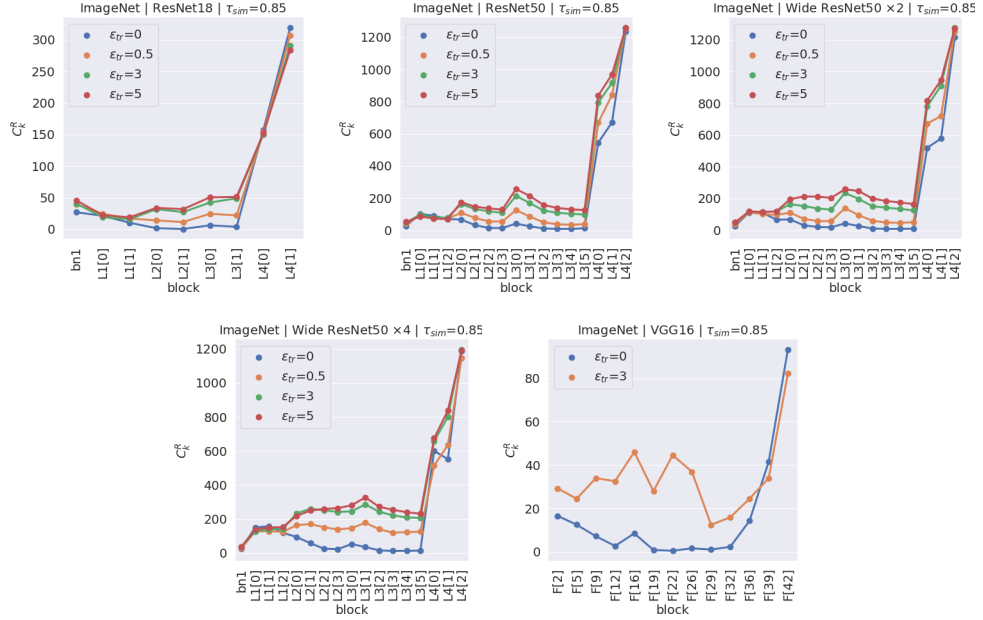 ImageNet | ResNet18 | τsim=0.85
ImageNet | ResNet50 | τsim=0.85
ImageNet | Wide ResNet50 ×2 | τsim=0.85
300
250
200
150
100
50
0
CkR
εtr=0
εtr=0.5
εtr=3
εtr=5
bn1
L1[0]
L1[1]
L2[0]
L2[1]
L3[0]
L3[1]
L4[0]
L4[1]
block
1200
1000
800
600
400
200
0
CkR
εtr=0
εtr=0.5
εtr=3
εtr=5
bn1
L1[0]
L1[1]
L1[2]
L2[0]
L2[1]
L2[2]
L2[3]
L3[0]
L3[1]
L3[2]
L3[3]
L3[4]
L3[5]
L4[0]
L4[1]
L4[2]
block
1200
1000
800
600
400
200
0
CkR
εtr=0
εtr=0.5
εtr=3
εtr=5
bn1
L1[0]
L1[1]
L1[2]
L2[0]
L2[1]
L2[2]
L2[3]
L3[0]
L3[1]
L3[2]
L3[3]
L3[4]
L3[5]
L4[0]
L4[1]
L4[2]
block
ImageNet | Wide ResNet50 ×4 | τsim=0.85
ImageNet | VGG16 | τsim=0.85
1200
1000
800
600
400
200
0
CkR
εtr=0
εtr=0.5
εtr=3
εtr=5
bn1
L1[0]
L1[1]
L1[2]
L2[0]
L2[1]
L2[2]
L2[3]
L3[0]
L3[1]
L3[2]
L3[3]
L3[4]
L3[5]
L4[0]
L4[1]
L4[2]
block
80
60
40
20
0
CkR
εtr=0
εtr=3
F[2]
F[5]
F[9]
F[12]
F[16]
F[19]
F[22]
F[26]
F[29]
F[32]
F[36]
F[39]
F[42]
block